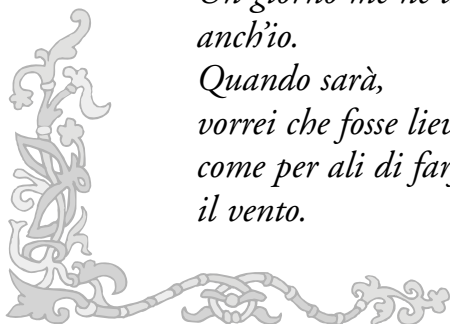 Un giorno me ne
anch'io.
Quando sarà,
vorrei che fosse
come per ali di
il vento.